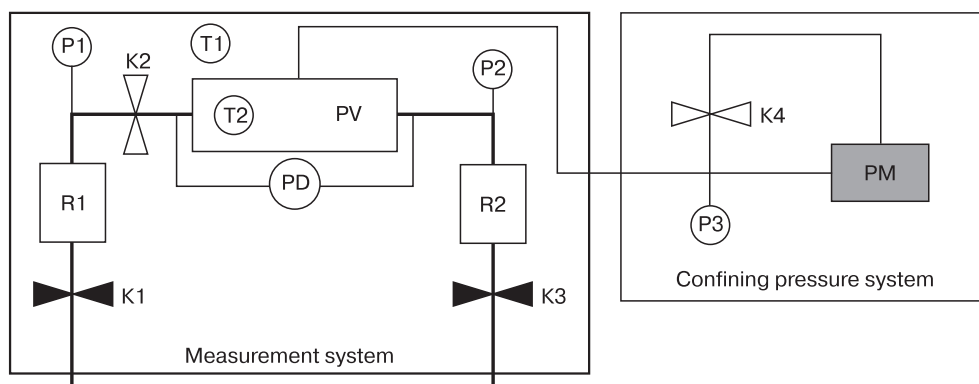 P1
K2
T1
P2
T2
PV
K4
PD
PM
R1
R2
P3
K1
K3
Confining pressure system
Measurement system